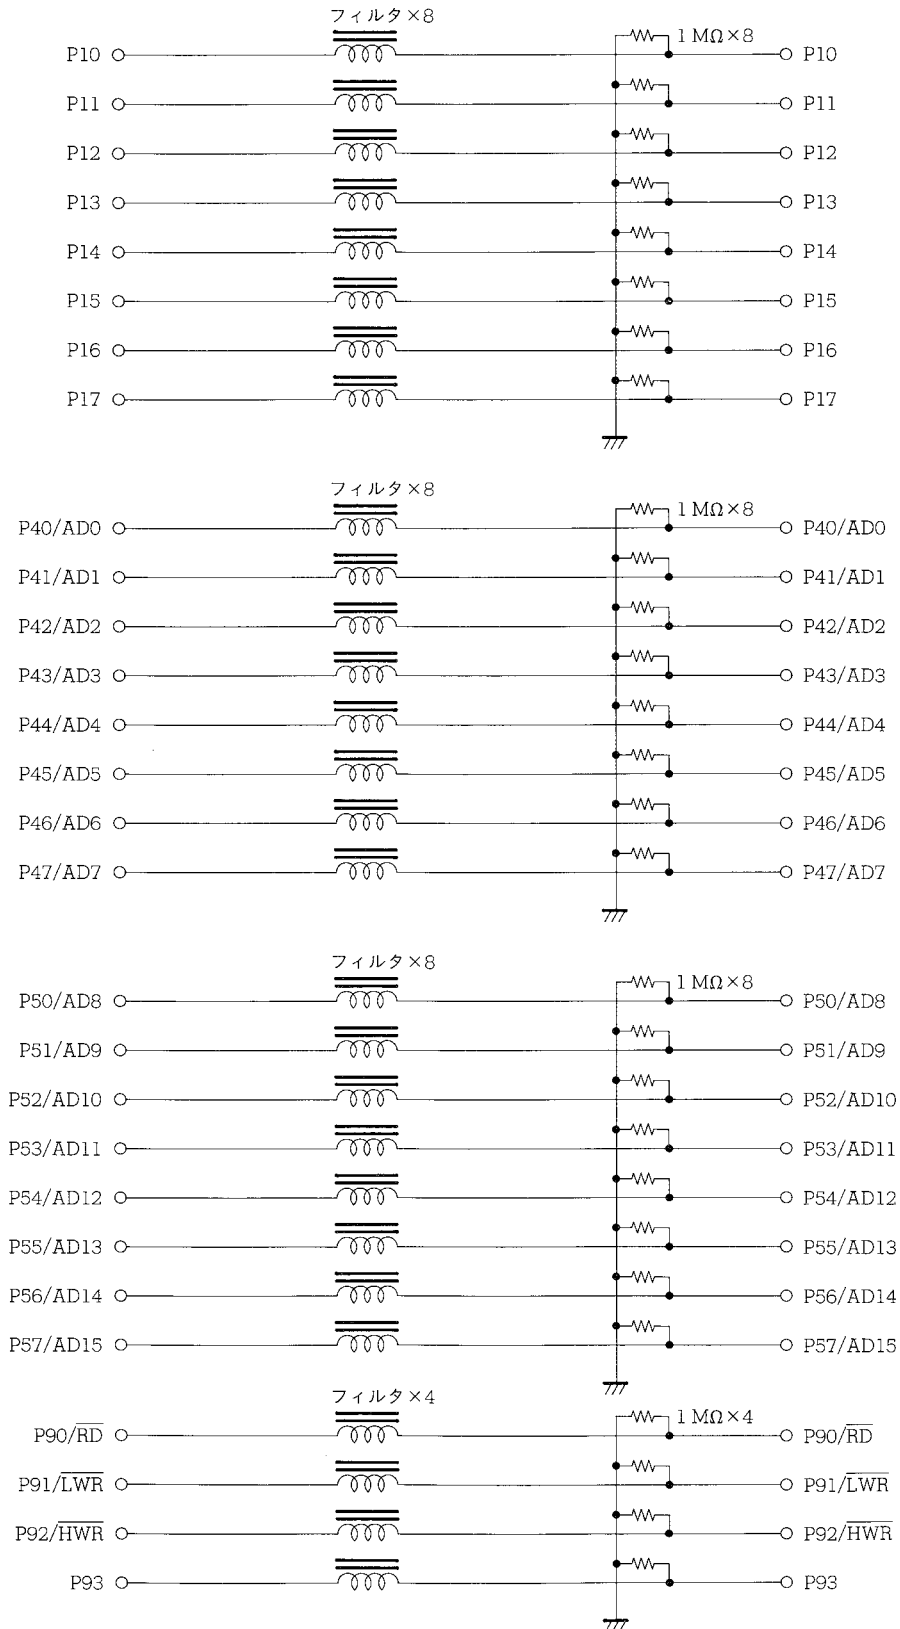 フィルタ×8
1 MΩ×8
P10 P10
P11 P11
P12 P12
P13 P13
P14 P14
P15 P15
P16 P16
P17 P17
フィルタ×8
1 MΩ×8
P40/AD0 P40/AD0
P41/AD1 P41/AD1
P42/AD2 P42/AD2
P43/AD3 P43/AD3
P44/AD4 P44/AD4
P45/AD5 P45/AD5
P46/AD6 P46/AD6
P47/AD7 P47/AD7
フィルタ×8
1 MΩ×8
P50/AD8 P50/AD8
P51/AD9 P51/AD9
P52/AD10 P52/AD10
P53/AD11 P53/AD11
P54/AD12 P54/AD12
P55/AD13 P55/AD13
P56/AD14 P56/AD14
P57/AD15 P57/AD15
フィルタ×4
1 MΩ×4
P90/R̅D̅ P90/R̅D̅
P91/L̅W̅R̅ P91/L̅W̅R̅
P92/H̅W̅R̅ P92/H̅W̅R̅
P93 P93